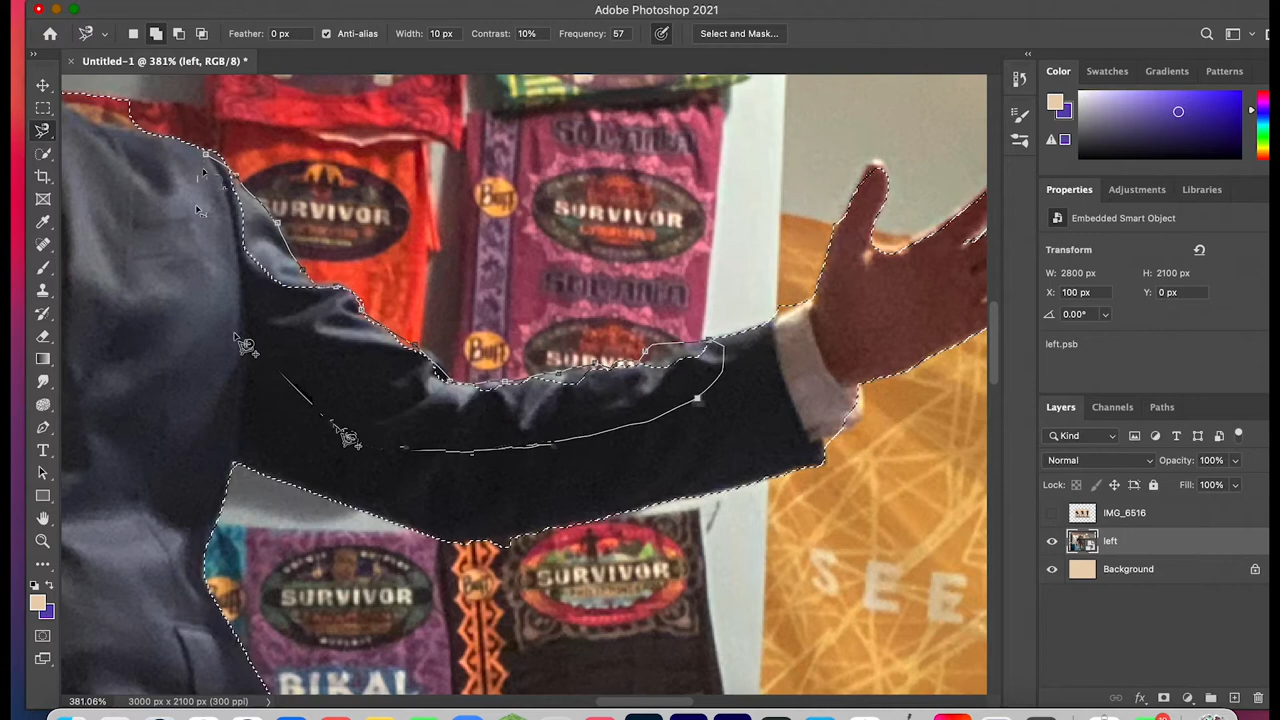 Adobe Photoshop 2021
Feather: 0 px Anti-alias Width: 10 px Contrast: 10% Frequency: 57 Select and Mask...
Untitled-1 @ 381% (left, RGB/8) *
Color Swatches Gradients Patterns
Properties Adjustments Libraries
Embedded Smart Object
Transform
W: 2800 px H: 2100 px
X: 100 px Y: 0 px
0.00°
left.psb
Layers Channels Paths
Kind
Normal Opacity: 100%
Lock: Fill: 100%
IMG_6516
left
Background
Buff
SURVIVOR
SURVIVOR
Buff
SURVIVOR
SURVIVOR
SURVIVOR
BIKAL
SEE
381.06% 3000 px x 2100 px (300 ppi)